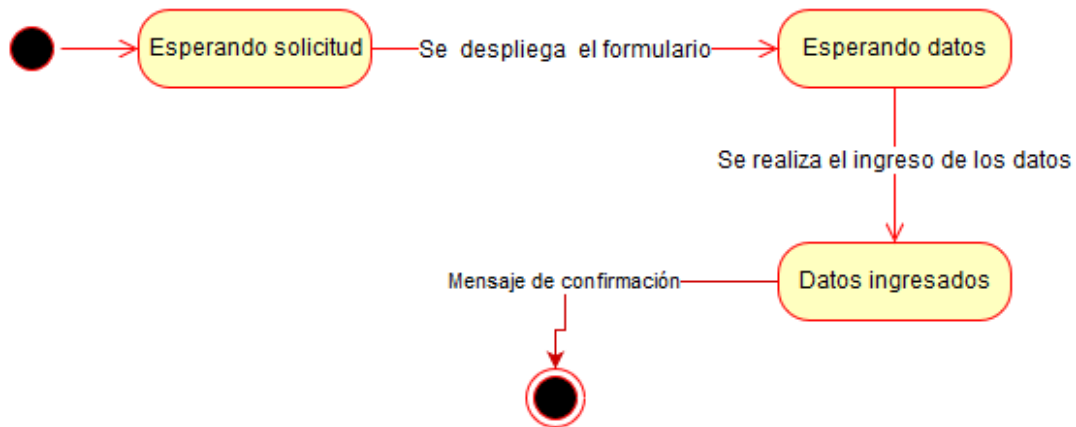 Esperando solicitud
Se despliega el formulario
Esperando datos
Se realiza el ingreso de los datos
Datos ingresados
Mensaje de confirmación